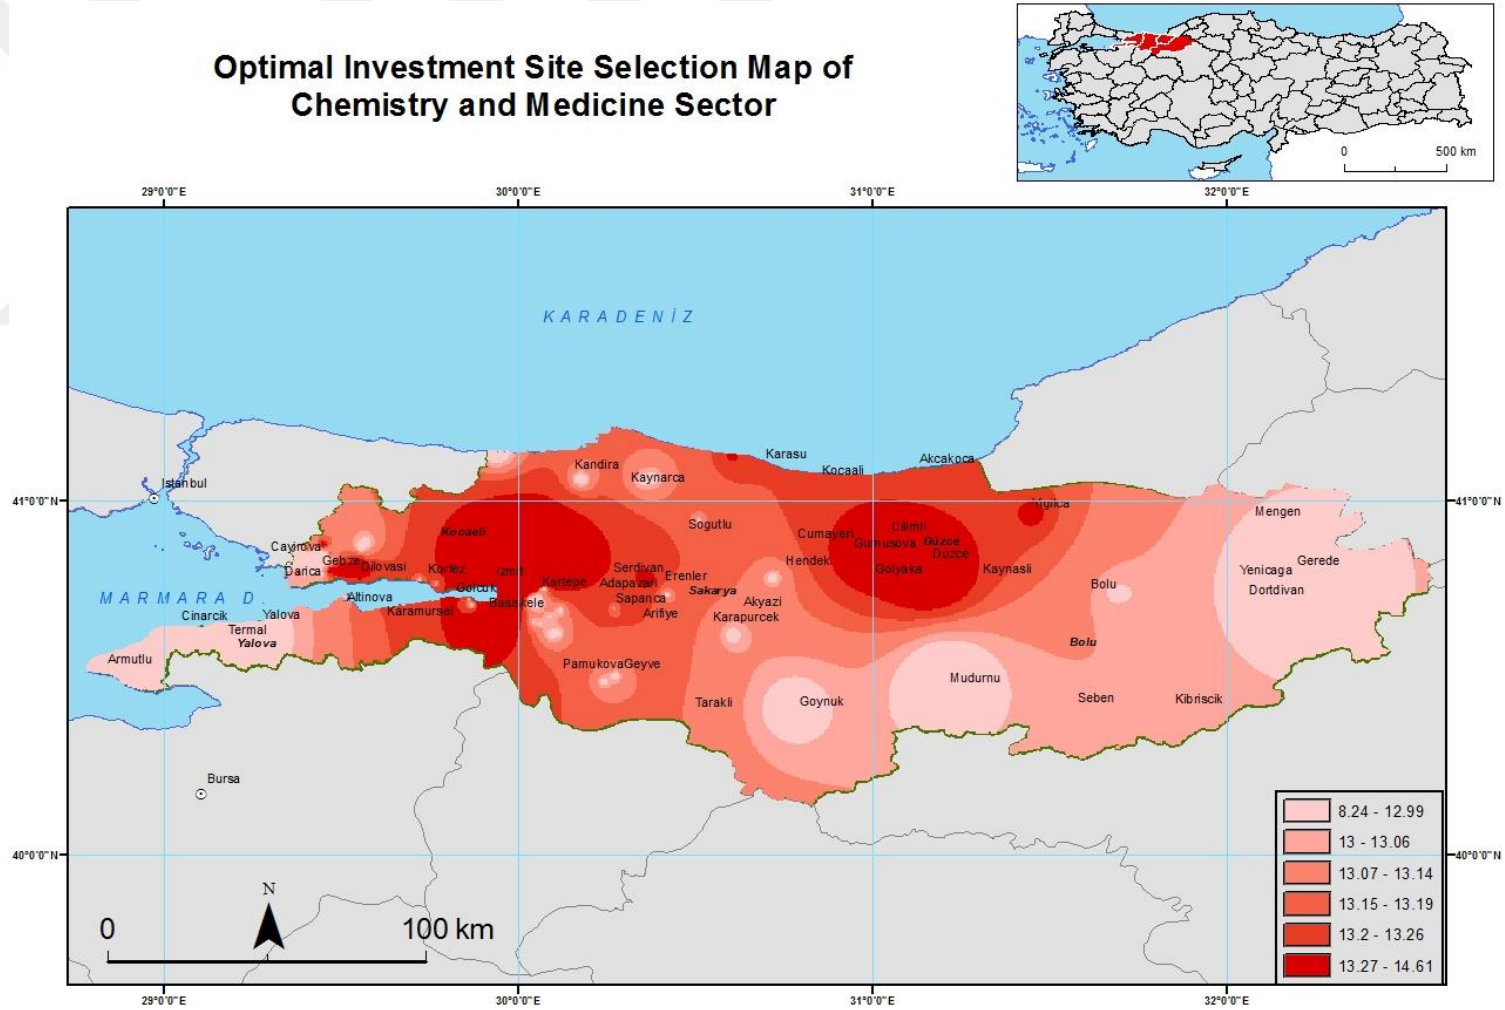 Optimal Investment Site Selection Map of
Chemistry and Medicine Sector
0 500 km
29°0'0"E 30°0'0"E 31°0'0"E 32°0'0"E
KARADENİZ
Karasu
Akcakoca
Kandira
Kocaali
Kaynarca
Istanbul
41°0'0"N 41°0'0"N
Yigilca
Mengen
Sogutlu
Kocaeli
Cumayeri
Cilimli
Gumusova
Düzce
Cayirova
Duzce
Gebze
Hendek
Gerede
Dilovasi
Korfez
Izmit
Serdivan
Golyaka
Kaynasli
Yenicaga
Darica
Erenler
Kartepe
Adapazari
Bolu
Golcuk
Sakarya
Dortdivan
MARMARA D.
Altinova
Basiskele
Sapanca
Akyazi
Karamursel
Arifiye
Karapurcek
Cinarcik
Yalova
Termal
Yalova
Bolu
Armutlu
Pamukova
Geyve
Mudurnu
Tarakli
Goynuk
Seben
Kibriscik
Bursa
8.24 - 12.99
13 - 13.06
40°0'0"N 40°0'0"N
13.07 - 13.14
13.15 - 13.19
13.2 - 13.26
13.27 - 14.61
N
0 100 km
29°0'0"E 30°0'0"E 31°0'0"E 32°0'0"E